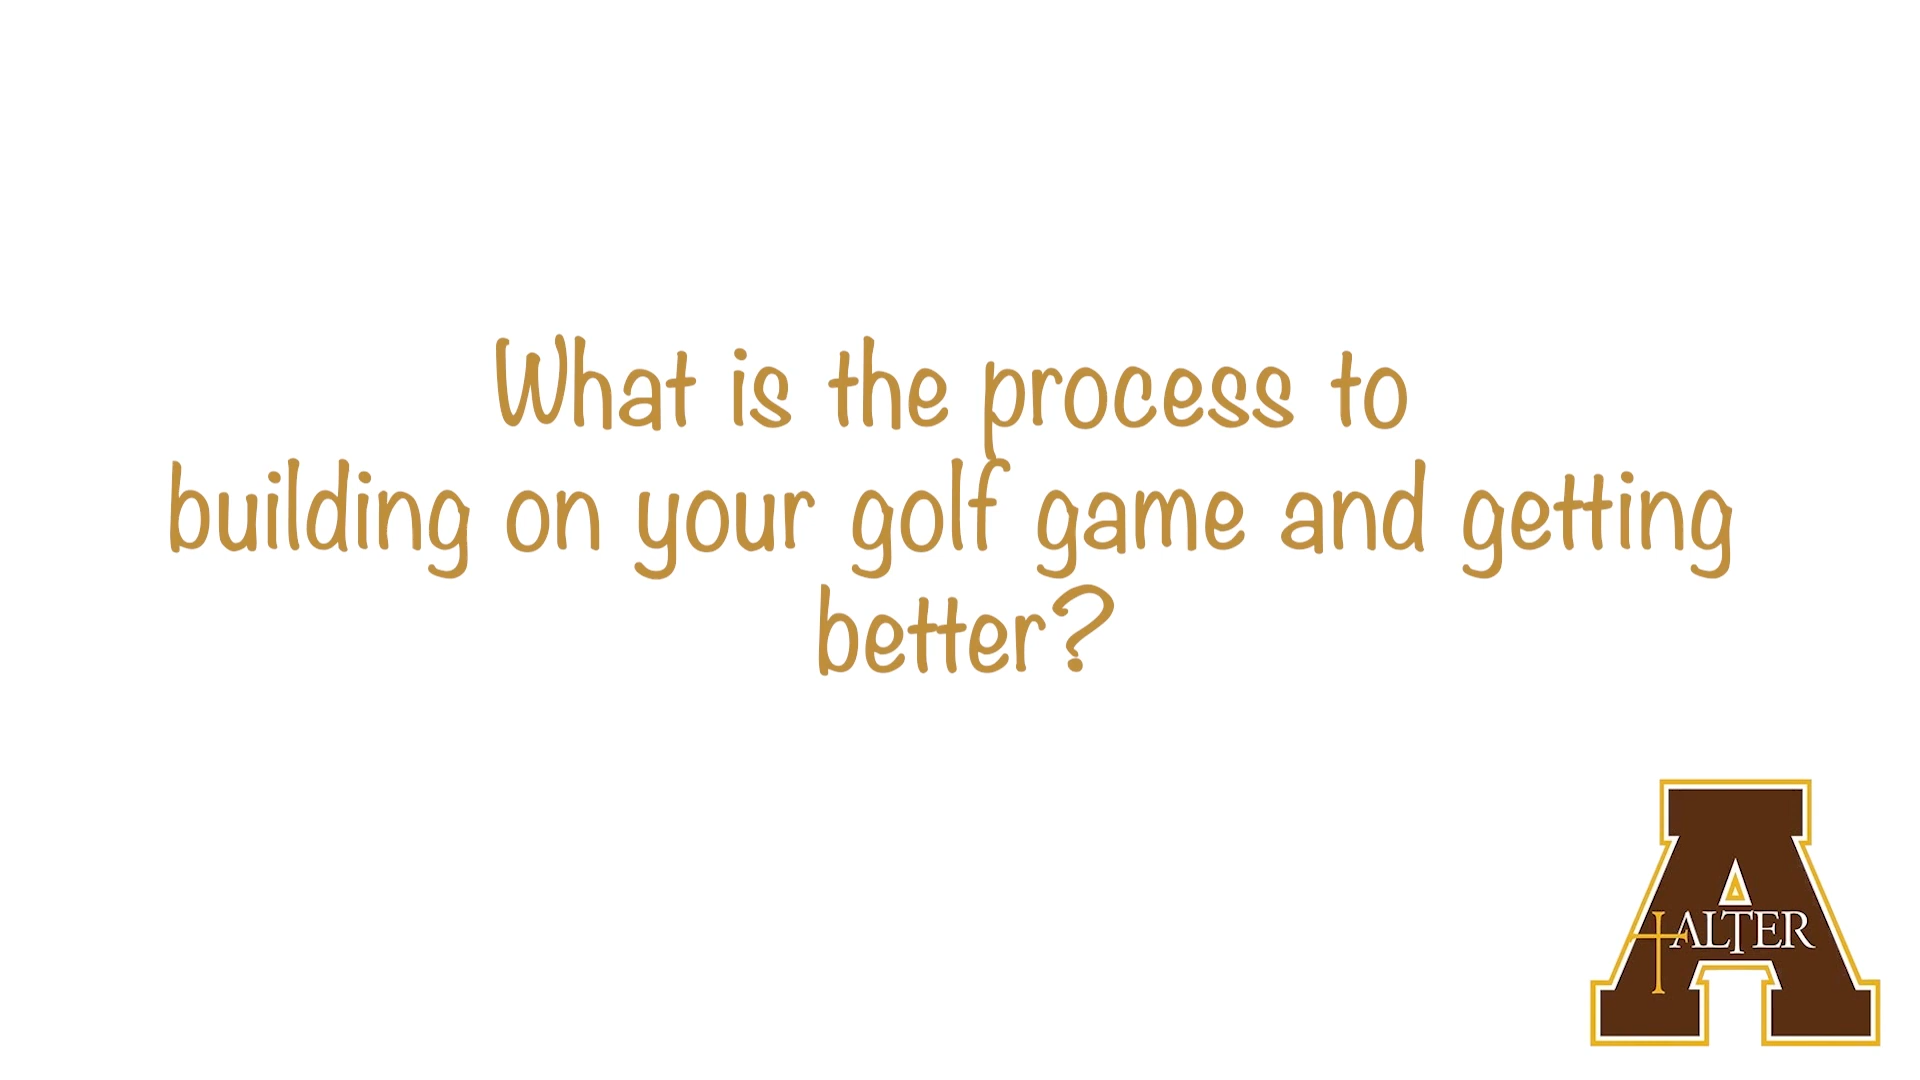 What is the process to
building on your golf game and getting
better?
ALTER